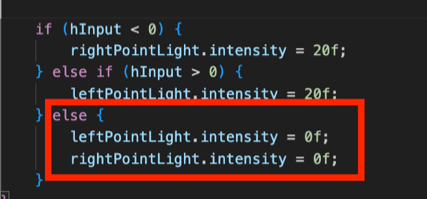 if (hInput < 0) {
rightPointLight.intensity = 20f;
} else if (hInput > 0) {
leftPointLight.intensity = 20f;
} else {
leftPointLight.intensity = 0f;
rightPointLight.intensity = 0f;
}
}